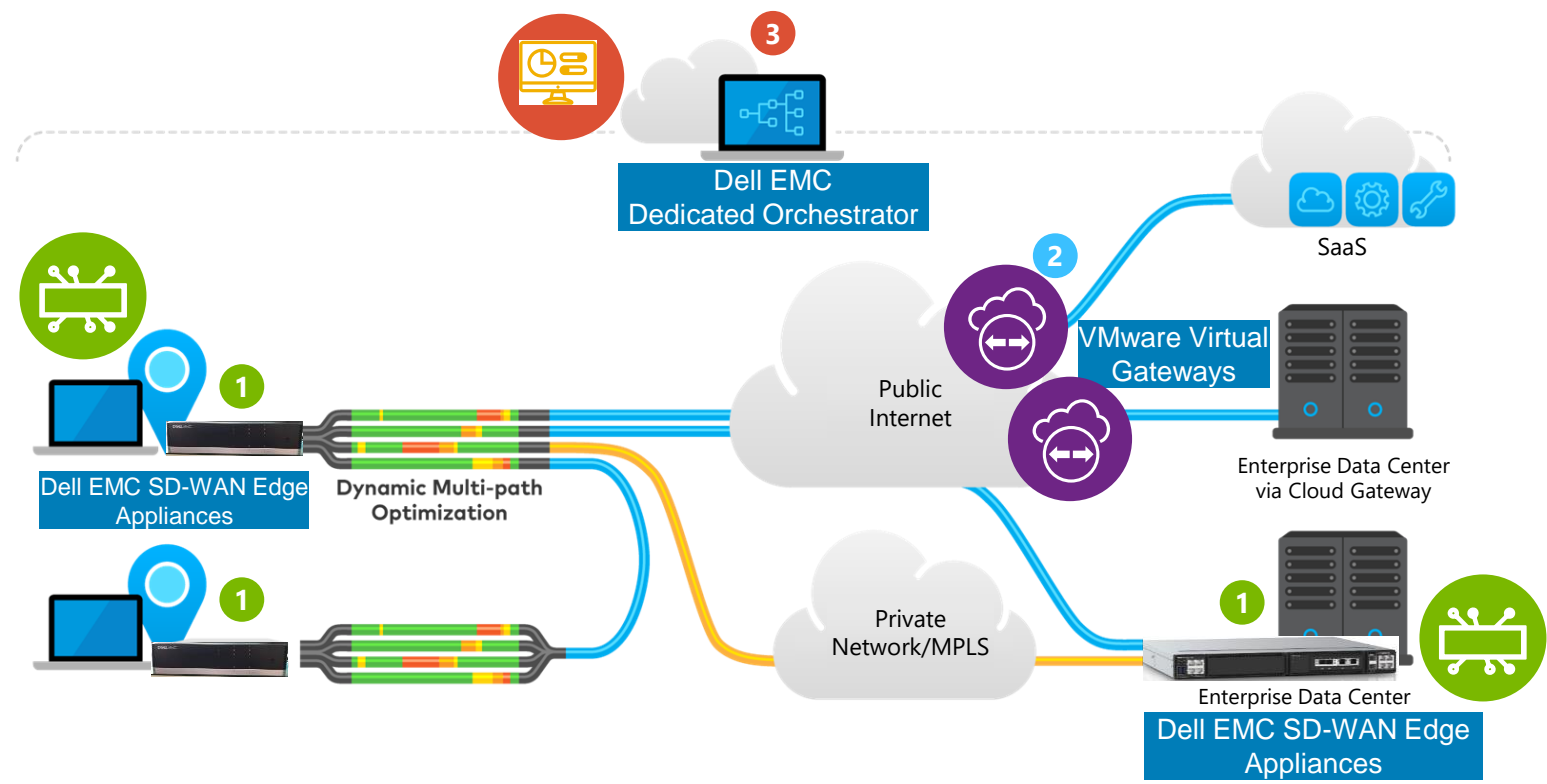 3
Dell EMC
Dedicated Orchestrator
SaaS
2
VMware Virtual
Gateways
Public
Internet
1
Dell EMC SD-WAN Edge
Appliances
Dynamic Multi-path
Optimization
Enterprise Data Center
via Cloud Gateway
1
Private
Network/MPLS
1
Enterprise Data Center
Dell EMC SD-WAN Edge
Appliances